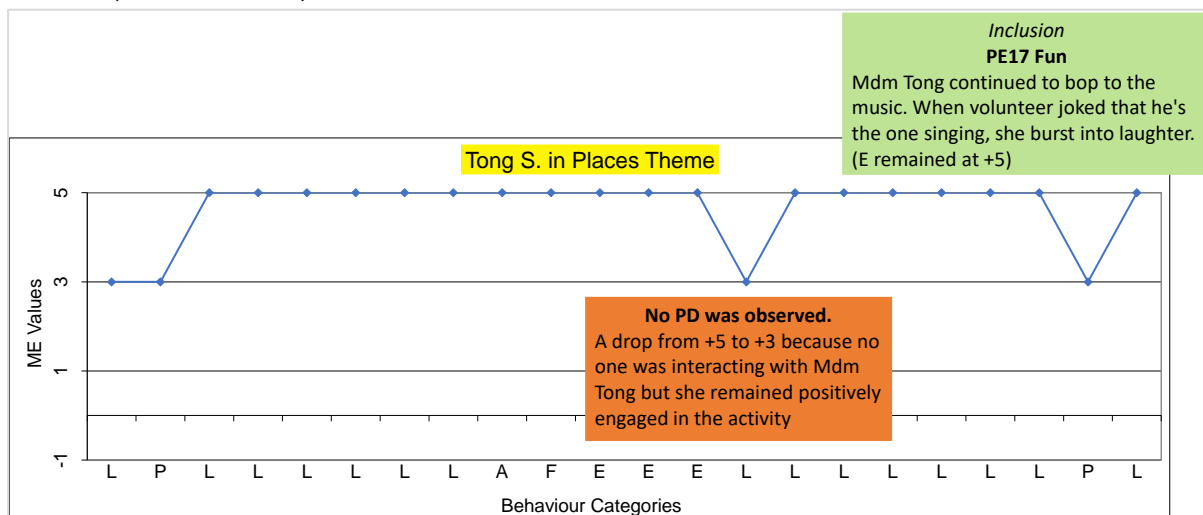 Inclusion
PE17 Fun
Mdm Tong continued to bop to the
music. When volunteer joked that he's
the one singing, she burst into laughter.
(E remained at +5)
Tong S. in Places Theme
5
3
1
-1
ME Values
No PD was observed.
A drop from +5 to +3 because no
one was interacting with Mdm
Tong but she remained positively
engaged in the activity
L P L L L L L L A F E E E L L L L L L L P L
Behaviour Categories